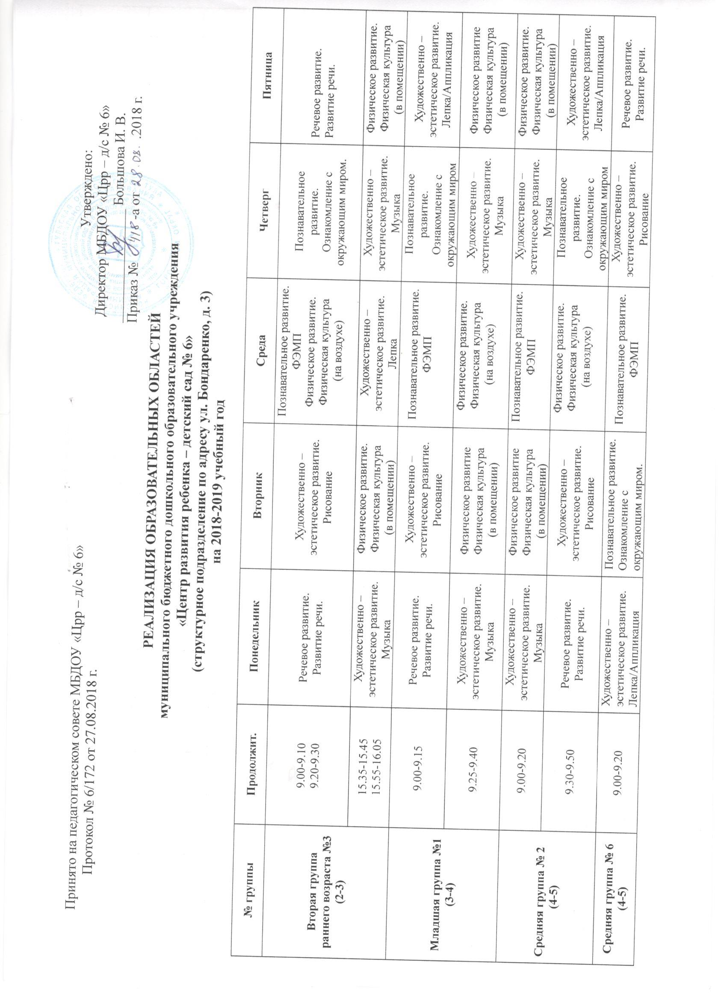 Принято на педагогическом совете МБДОУ «Црр – д/с № 6»
Протокол № 6/172 от 27.08.2018 г.
Утверждено:
Директор МБДОУ «Црр – д/с № 6»
Большова И. В.
Приказ № -а от 28.08. .2018 г.
РЕАЛИЗАЦИЯ ОБРАЗОВАТЕЛЬНЫХ ОБЛАСТЕЙ
муниципального бюджетного дошкольного образовательного учреждения
«Центр развития ребенка – детский сад № 6»
(структурное подразделение по адресу ул. Бондаренко, д. 3)
на 2018-2019 учебный год
№ группы
Продолжит.
Понедельник
Вторник
Среда
Четверг
Пятница
Вторая группа
раннего возраста №3
(2-3)
9.00-9.10
9.20-9.30
Речевое развитие.
Развитие речи.
Художественно –
эстетическое развитие.
Рисование
Познавательное развитие.
ФЭМП
Физическое развитие.
Физическая культура
(на воздухе)
Познавательное
развитие.
Ознакомление с
окружающим миром.
Речевое развитие.
Развитие речи.
15.35-15.45
15.55-16.05
Художественно –
эстетическое развитие.
Музыка
Физическое развитие.
Физическая культура
(в помещении)
Художественно –
эстетическое развитие.
Лепка
Художественно –
эстетическое развитие.
Музыка
Физическое развитие.
Физическая культура
(в помещении)
Младшая группа №1
(3-4)
9.00-9.15
Речевое развитие.
Развитие речи.
Художественно –
эстетическое развитие.
Рисование
Познавательное развитие.
ФЭМП
Познавательное
развитие.
Ознакомление с
окружающим миром
Художественно –
эстетическое развитие.
Лепка/Аппликация
9.25-9.40
Художественно –
эстетическое развитие.
Музыка
Физическое развитие
Физическая культура
(в помещении)
Физическое развитие.
Физическая культура
(на воздухе)
Художественно –
эстетическое развитие.
Музыка
Физическое развитие
Физическая культура
(в помещении)
Средняя группа № 2
(4-5)
9.00-9.20
Художественно –
эстетическое развитие.
Музыка
Физическое развитие
Физическая культура
(в помещении)
Познавательное развитие.
ФЭМП
Художественно –
эстетическое развитие.
Музыка
Физическое развитие.
Физическая культура
(в помещении)
9.30-9.50
Речевое развитие.
Развитие речи.
Художественно –
эстетическое развитие.
Рисование
Физическое развитие.
Физическая культура
(на воздухе)
Познавательное
развитие.
Ознакомление с
окружающим миром
Художественно –
эстетическое развитие.
Лепка/Аппликация
Средняя группа № 6
(4-5)
9.00-9.20
Художественно –
эстетическое развитие.
Лепка/Аппликация
Познавательное развитие.
Ознакомление с
окружающим миром.
Познавательное развитие.
ФЭМП
Художественно –
эстетическое развитие.
Рисование
Речевое развитие.
Развитие речи.